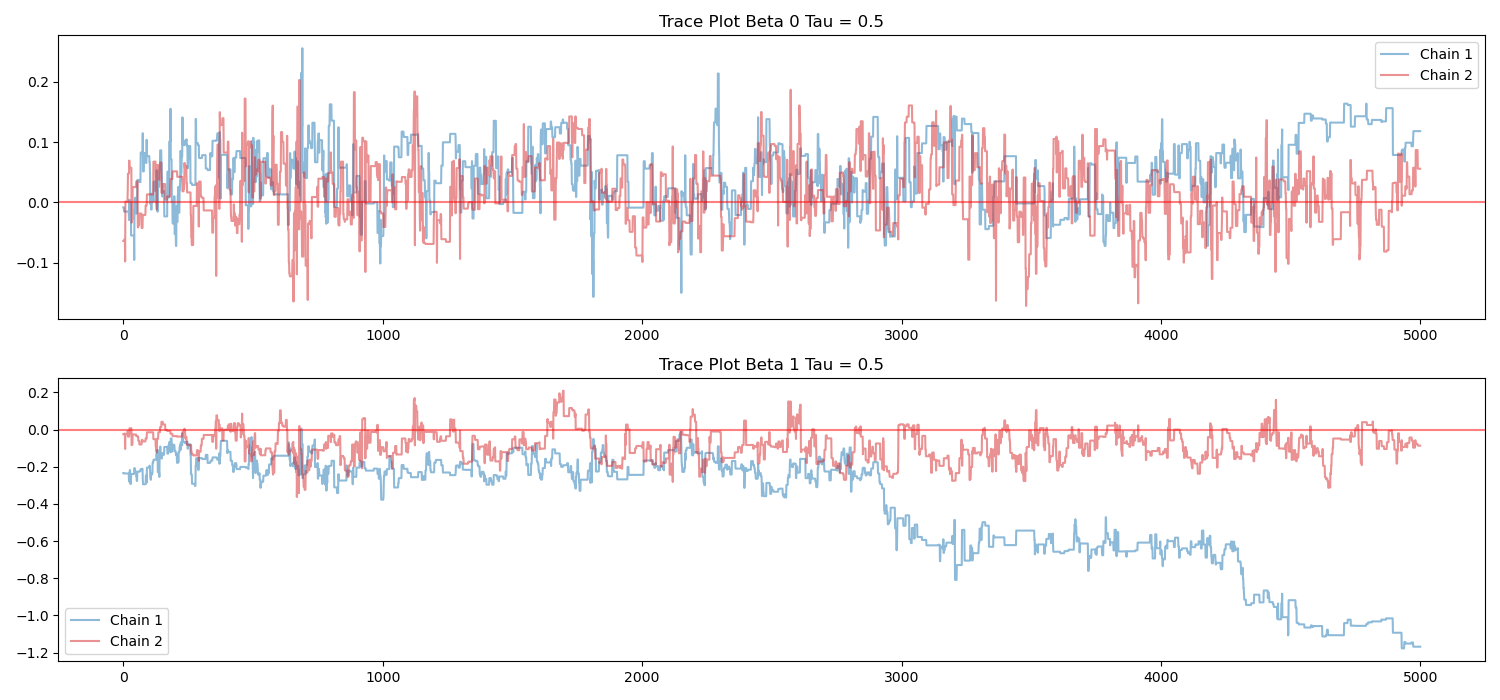 Trace Plot Beta 0 Tau = 0.5
Chain 1
Chain 2
0.2
0.1
0.0
−0.1
0 1000 2000 3000 4000 5000
Trace Plot Beta 1 Tau = 0.5
0.2
0.0
−0.2
−0.4
−0.6
−0.8
−1.0
−1.2
Chain 1
Chain 2
0 1000 2000 3000 4000 5000